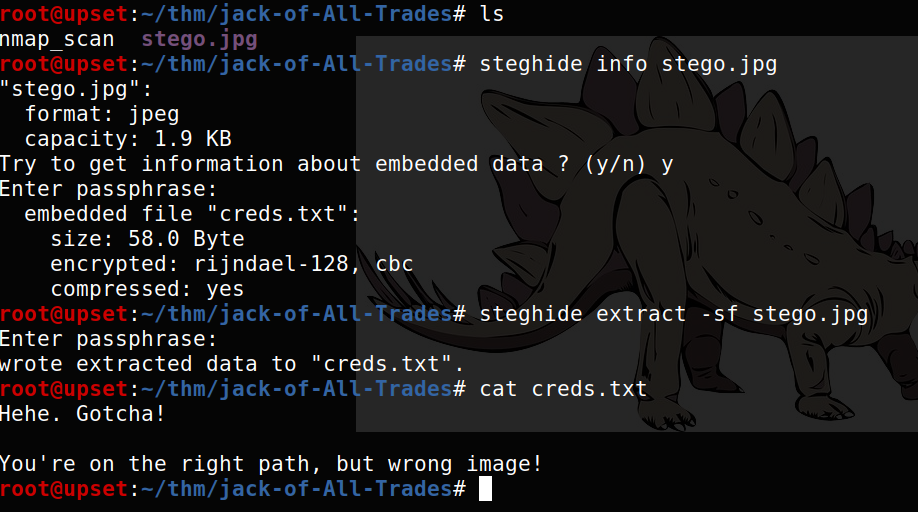 root@upset:~/thm/jack-of-All-Trades# ls
nmap_scan  stego.jpg
root@upset:~/thm/jack-of-All-Trades# steghide info stego.jpg
"stego.jpg":
  format: jpeg
  capacity: 1.9 KB
Try to get information about embedded data ? (y/n) y
Enter passphrase:
  embedded file "creds.txt":
    size: 58.0 Byte
    encrypted: rijndael-128, cbc
    compressed: yes
root@upset:~/thm/jack-of-All-Trades# steghide extract -sf stego.jpg
Enter passphrase:
wrote extracted data to "creds.txt".
root@upset:~/thm/jack-of-All-Trades# cat creds.txt
Hehe. Gotcha!

You're on the right path, but wrong image!
root@upset:~/thm/jack-of-All-Trades#